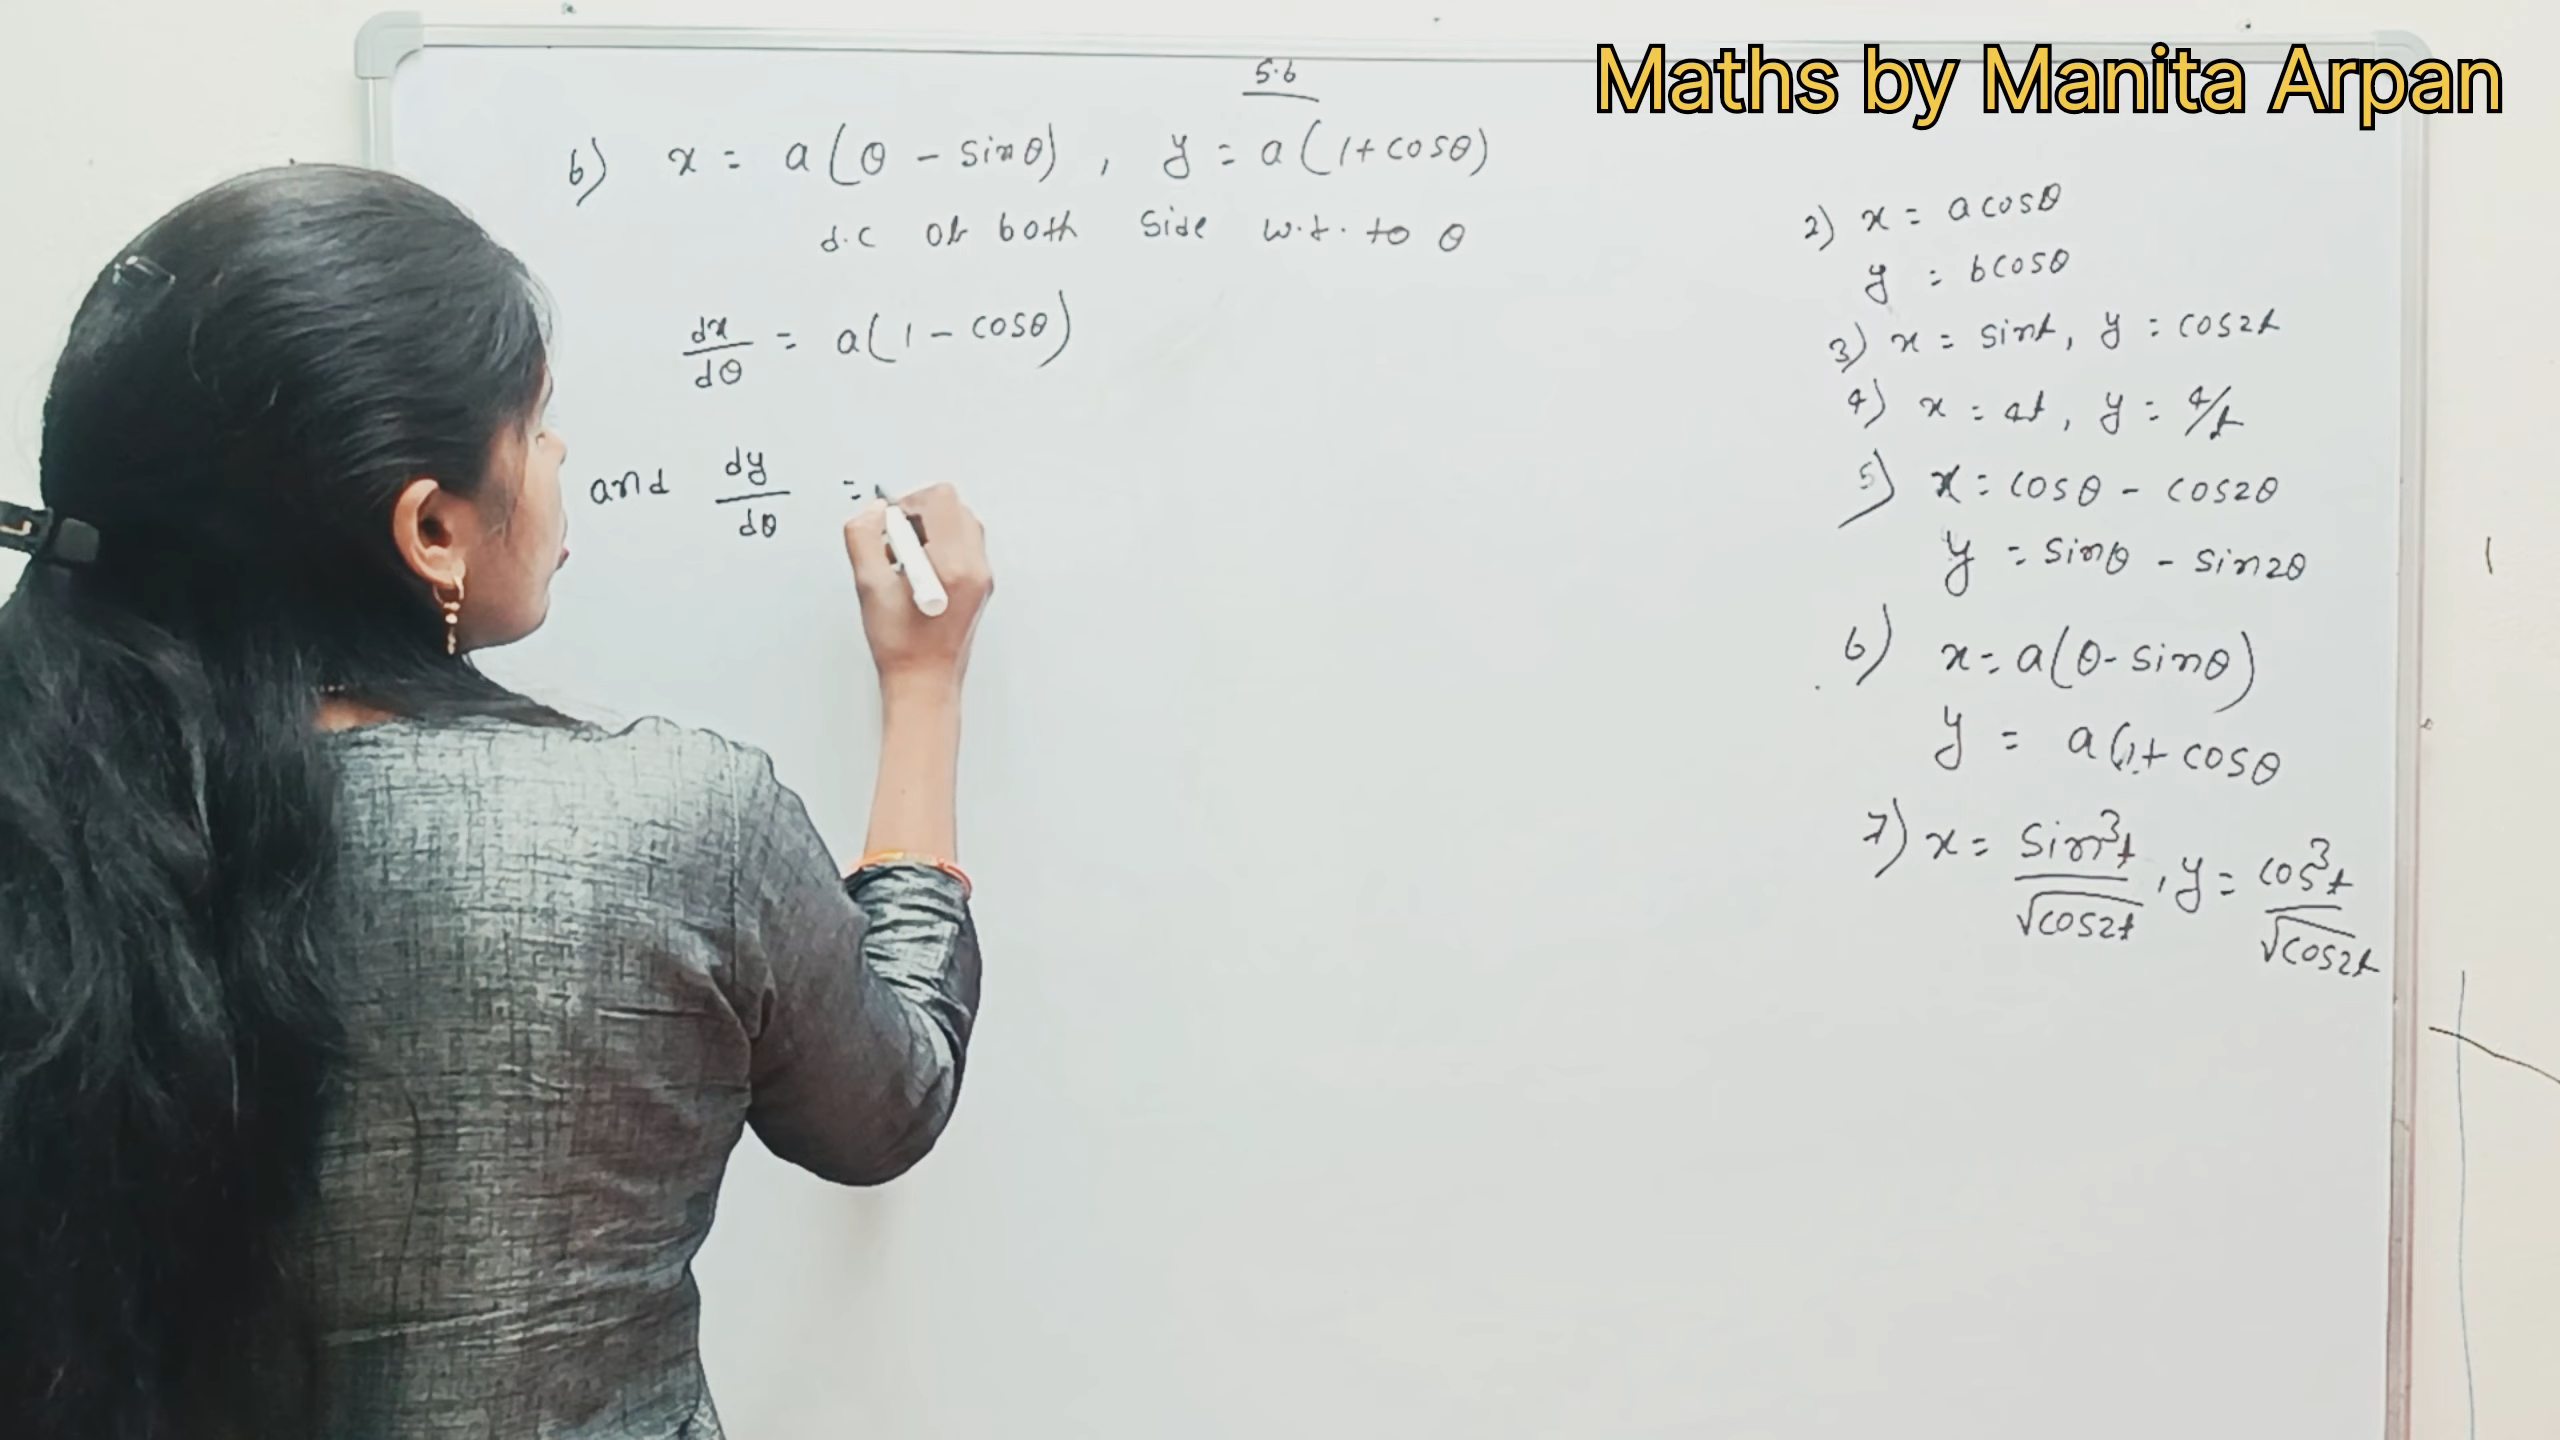 Maths by Manita Arpan
5.6
6) x = a(θ - sinθ), y = a(1+cosθ)
d.c of both side w.r. to θ
dx/dθ = a(1 - cosθ)
and dy/dθ =
2) x = a cosθ
y = b cosθ
3) x = sint, y = cos2t
4) x = 4t, y = 4/t
5) x = cosθ - cos2θ
y = sinθ - sin2θ
6) x = a(θ - sinθ)
y = a(1+ cosθ
7) x = sin³t/√cos2t, y = cos³t/√cos2t